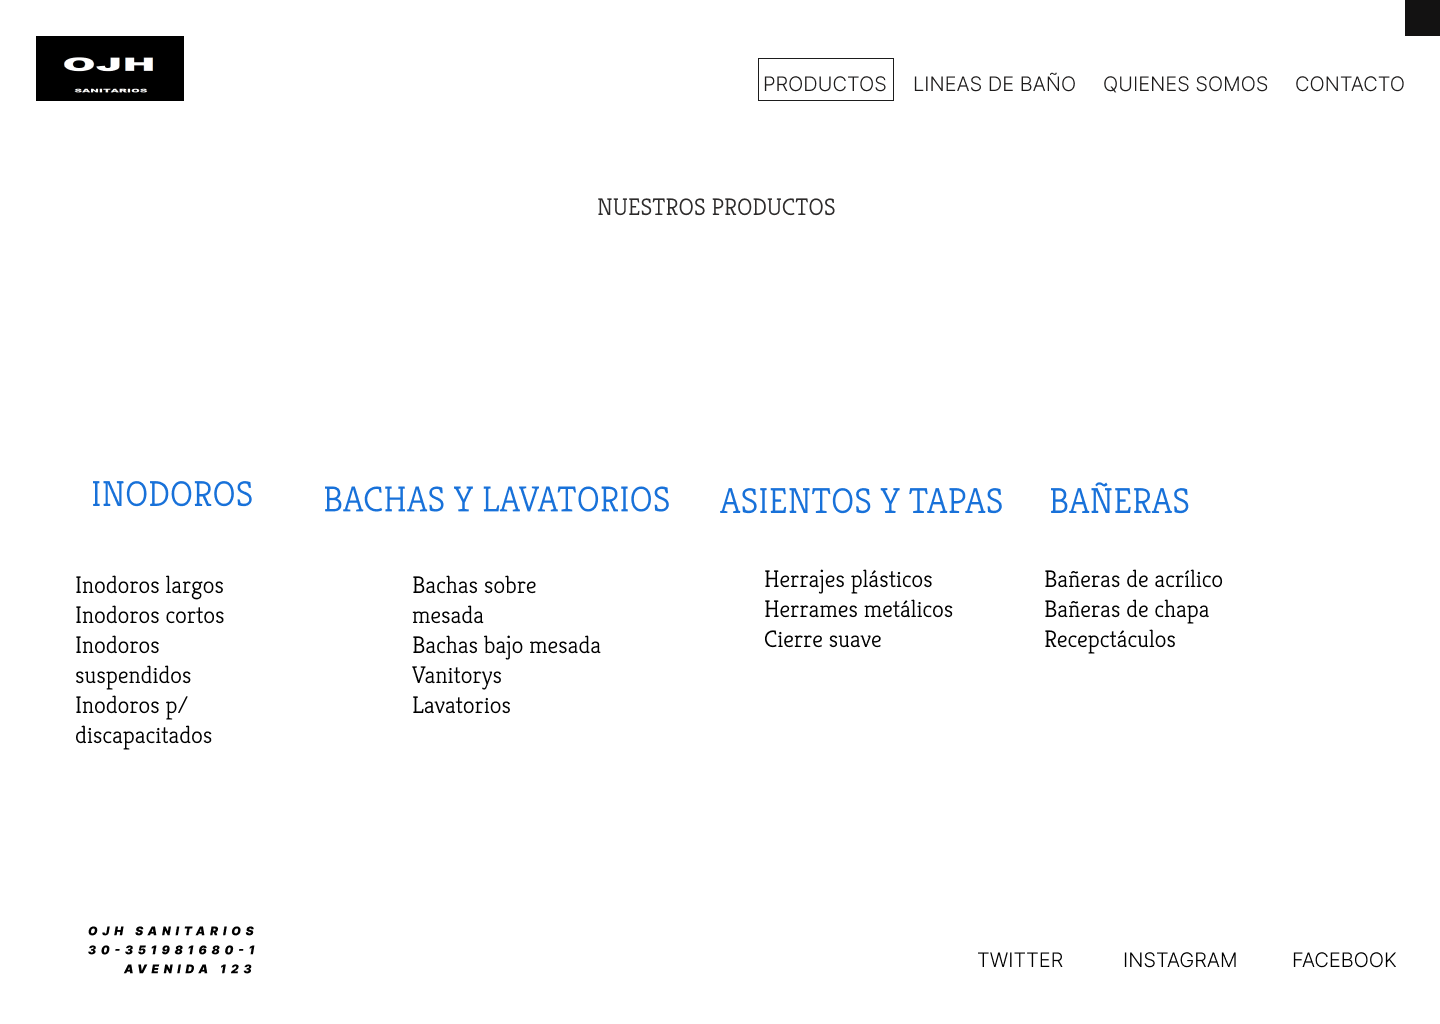 OJH
SANITARIOS
PRODUCTOS
LINEAS DE BAÑO
QUIENES SOMOS
CONTACTO
NUESTROS PRODUCTOS
INODOROS
Inodoros largos
Inodoros cortos
Inodoros
suspendidos
Inodoros p/
discapacitados
BACHAS Y LAVATORIOS
Bachas sobre
mesada
Bachas bajo mesada
Vanitorys
Lavatorios
ASIENTOS Y TAPAS
Herrajes plásticos
Herrames metálicos
Cierre suave
BAÑERAS
Bañeras de acrílico
Bañeras de chapa
Recepctáculos
OJH SANITARIOS
30-351981680-1
AVENIDA 123
TWITTER
INSTAGRAM
FACEBOOK